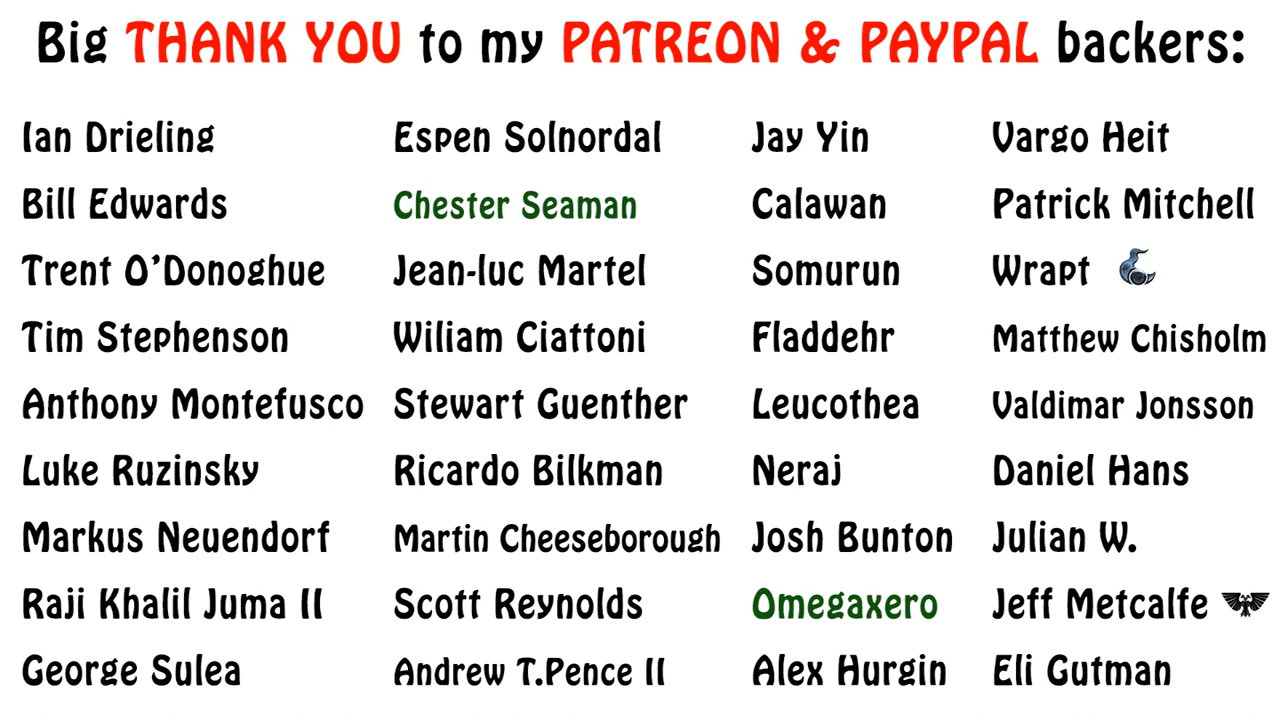 Big THANK YOU to my PATREON & PAYPAL backers:
Ian Drieling
Bill Edwards
Trent O'Donoghue
Tim Stephenson
Anthony Montefusco
Luke Ruzinsky
Markus Neuendorf
Raji Khalil Juma II
George Sulea
Espen Solnordal
Chester Seaman
Jean-luc Martel
Wiliam Ciattoni
Stewart Guenther
Ricardo Bilkman
Martin Cheeseborough
Scott Reynolds
Andrew T.Pence II
Jay Yin
Calawan
Somurun
Fladdehr
Leucothea
Neraj
Josh Bunton
Omegaxero
Alex Hurgin
Vargo Heit
Patrick Mitchell
Wrapt
Matthew Chisholm
Valdimar Jonsson
Daniel Hans
Julian W.
Jeff Metcalfe
Eli Gutman